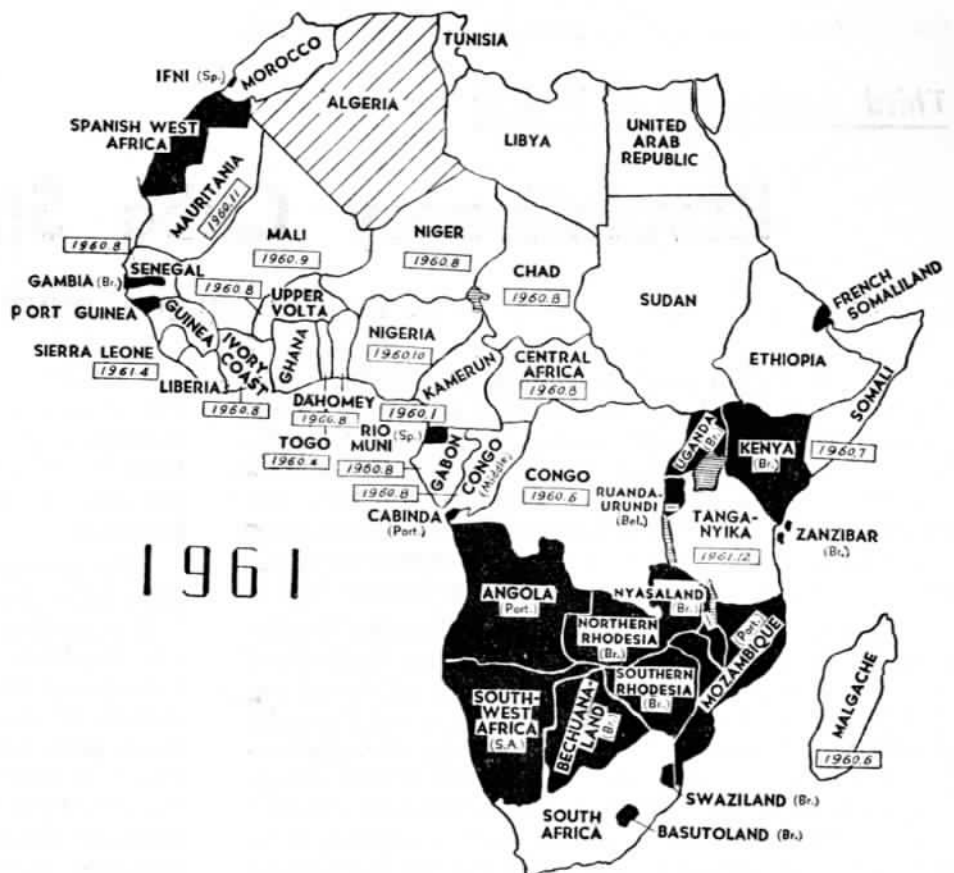 Third
TUNISIA
MOROCCO
IFNI (Sp.)
ALGERIA
SPANISH WEST
AFRICA
LIBYA
UNITED
ARAB
REPUBLIC
MAURITANIA
1960.11
1960.8
MALI
1960.9
NIGER
1960.8
CHAD
1960.8
SUDAN
FRENCH
SOMALILAND
SENEGAL
GAMBIA (Br.)
1960.8
UPPER
VOLTA
PORT GUINEA
GUINEA
NIGERIA
1960.10
ETHIOPIA
SIERRA LEONE
1961.4
IVORY
COAST
GHANA
KAMERUN
CENTRAL
AFRICA
1960.8
SOMALI
LIBERIA
1960.8
DAHOMEY
1960.8
1960.1
TOGO
1960.4
RIO
MUNI (Sp.)
1960.8
1960.8
GABON
CONGO
(Middle)
CONGO
1960.6
UGANDA
(Br.)
KENYA
(Br.)
1960.7
RUANDA-
URUNDI
(Bel.)
CABINDA
(Port.)
TANGA-
NYIKA
1961.12
ZANZIBAR
(Br.)
1961
ANGOLA
(Port.)
NYASALAND
(Br.)
NORTHERN
RHODESIA
(Br.)
MOZAMBIQUE
(Port.)
SOUTHERN
RHODESIA
(Br.)
SOUTH-
WEST
AFRICA
(S.A.)
BECHUANA-
LAND
(Br.)
MALGACHE
1960.6
SWAZILAND (Br.)
SOUTH
AFRICA
BASUTOLAND (Br.)